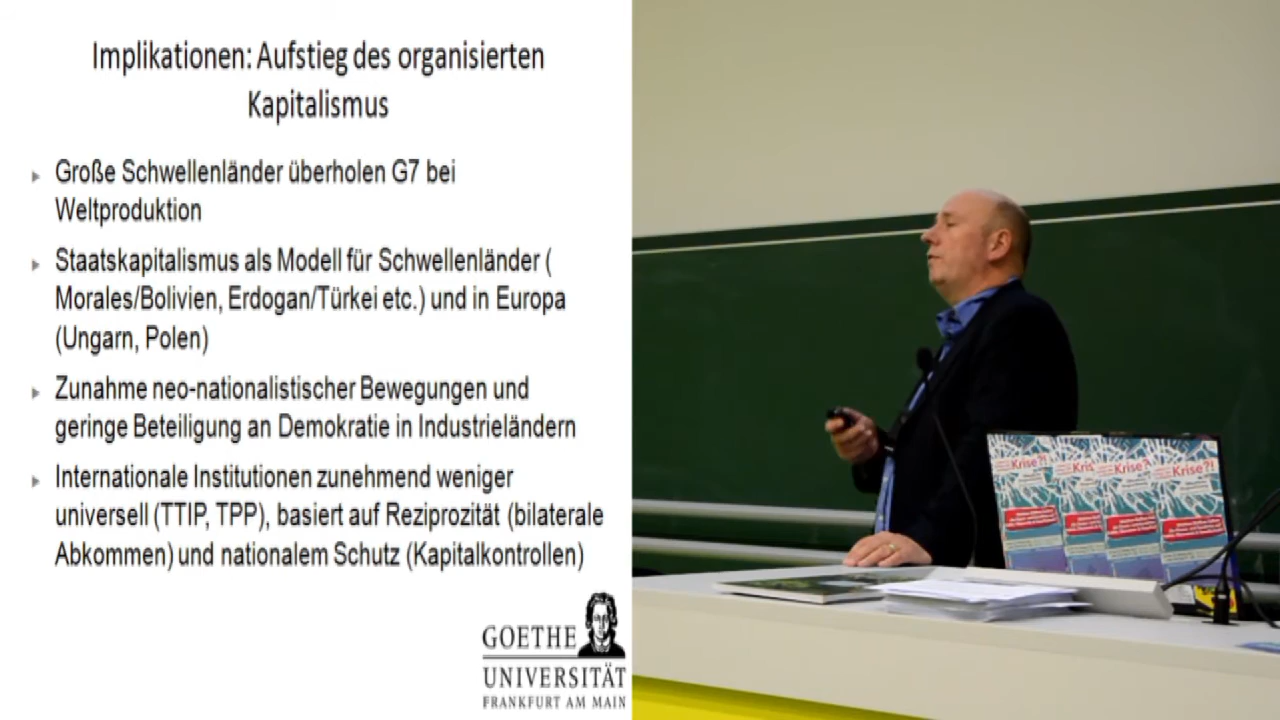 Implikationen: Aufstieg des organisierten
Kapitalismus
Große Schwellenländer überholen G7 bei
Weltproduktion
Staatskapitalismus als Modell für Schwellenländer (
Morales/Bolivien, Erdogan/Türkei etc.) und in Europa
(Ungarn, Polen)
Zunahme neo-nationalistischer Bewegungen und
geringe Beteiligung an Demokratie in Industrieländern
Internationale Institutionen zunehmend weniger
universell (TTIP, TPP), basiert auf Reziprozität (bilaterale
Abkommen) und nationalem Schutz (Kapitalkontrollen)
GOETHE
UNIVERSITÄT
FRANKFURT AM MAIN
Krise?!
Kris
Krise?
Krise?!